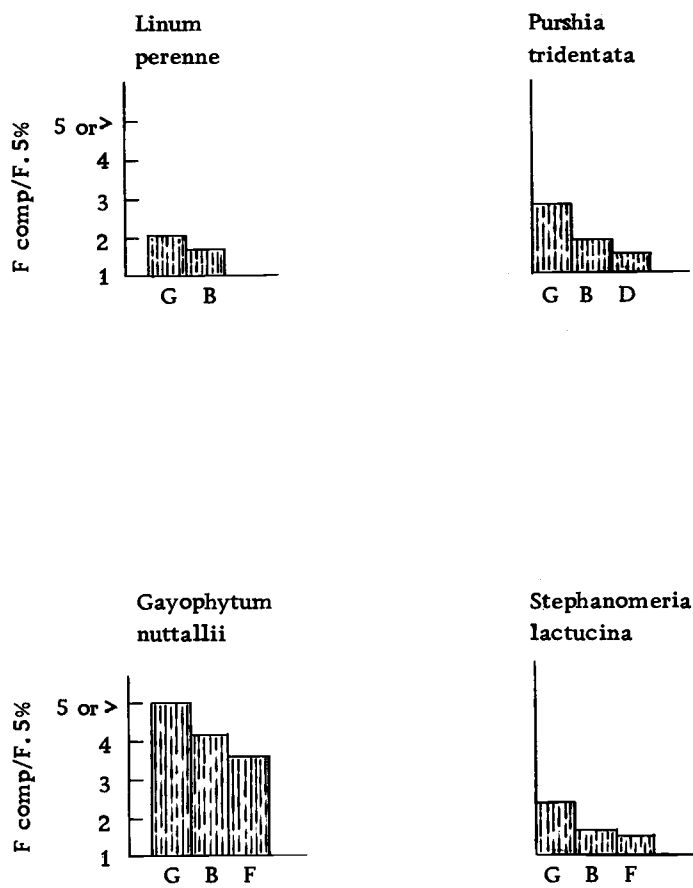 Linum
perenne
F comp/F. 5%
5 or >
4
3
2
1
G B
Purshia
tridentata
G B D
Gayophytum
nuttallii
F comp/F. 5%
5 or >
4
3
2
1
G B F
Stephanomeria
lactucina
G B F